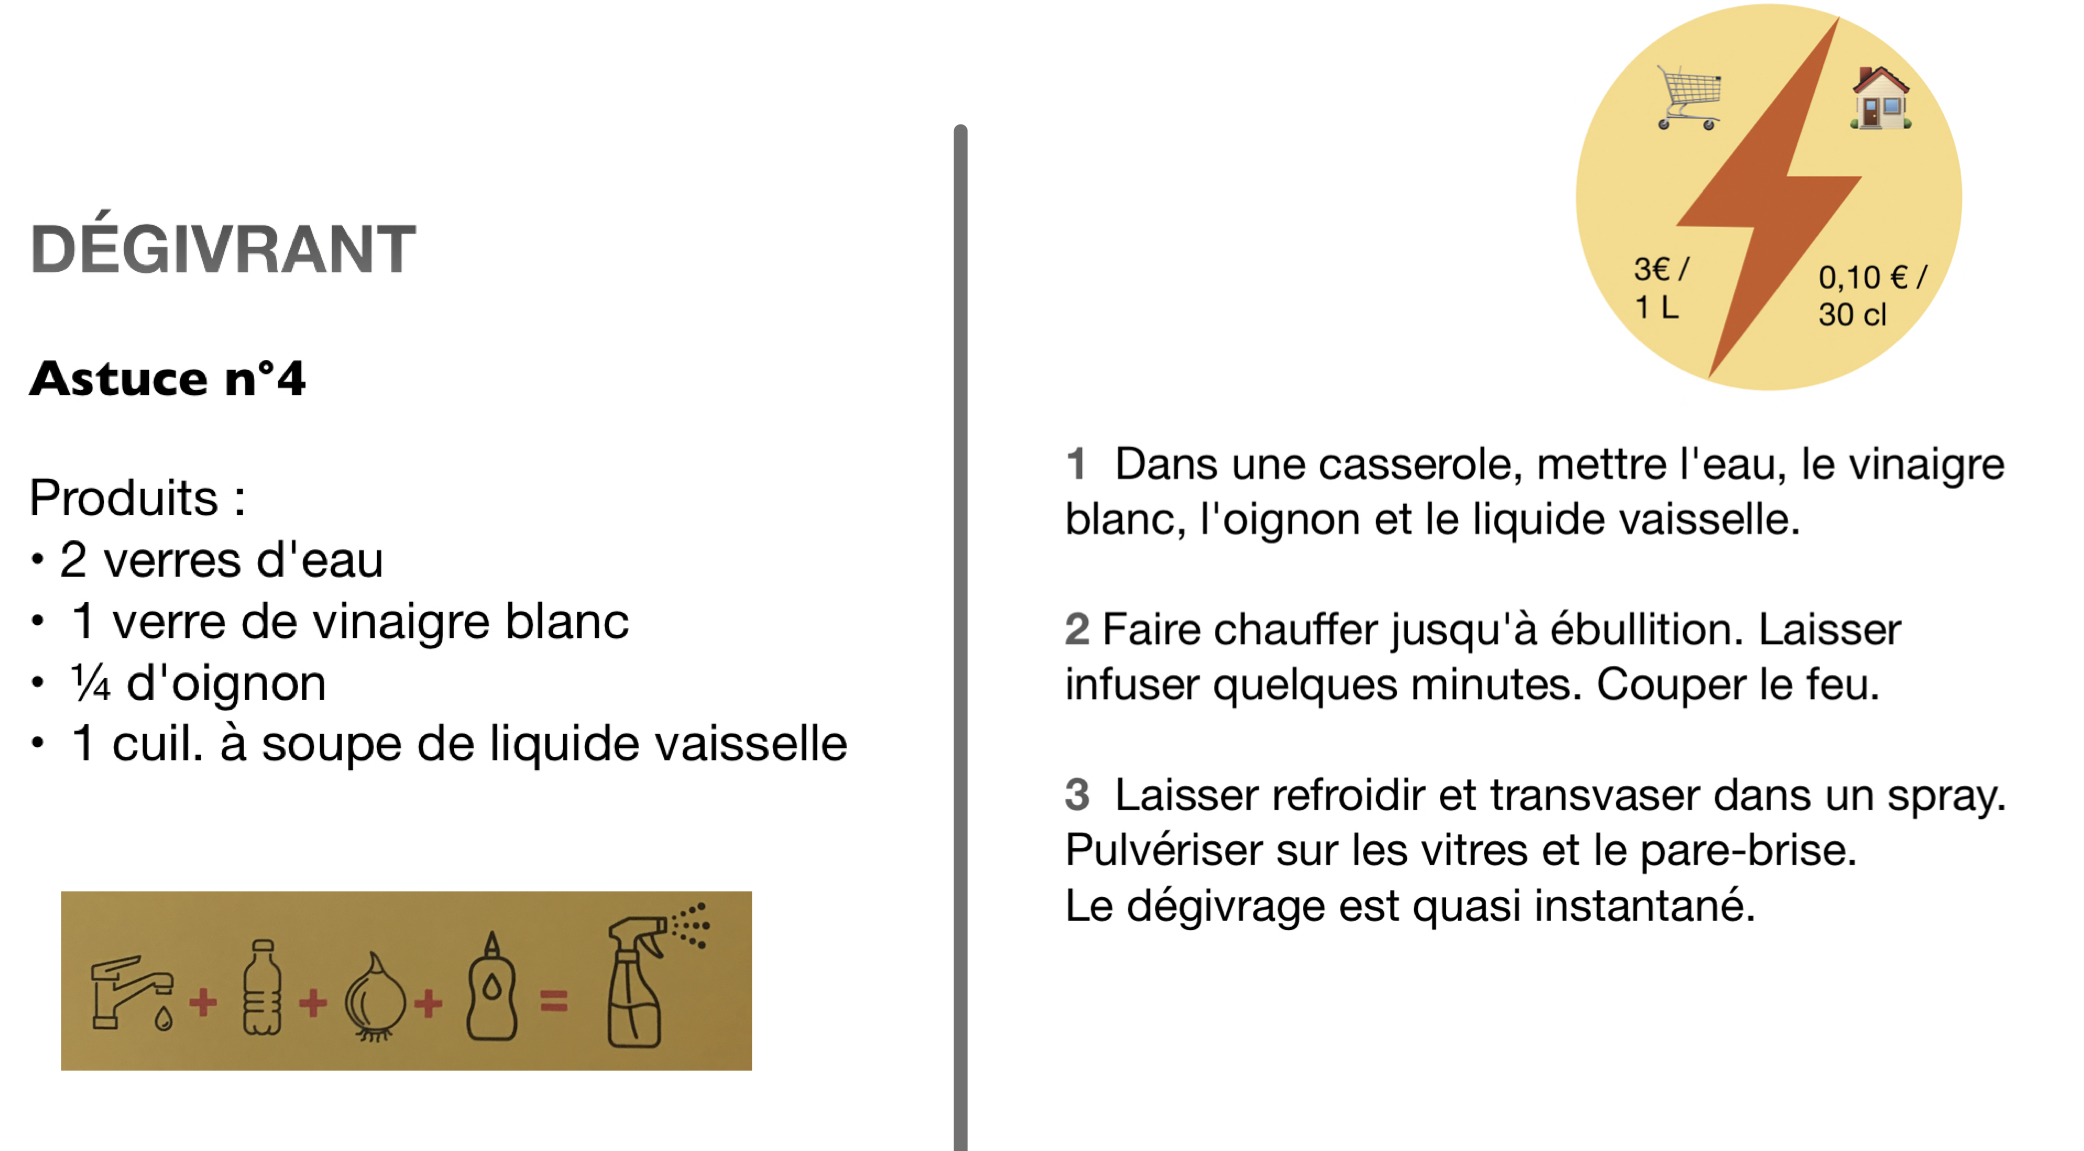 DÉGIVRANT
Astuce n°4
Produits :
• 2 verres d'eau
• 1 verre de vinaigre blanc
• ¼ d'oignon
• 1 cuil. à soupe de liquide vaisselle
+ + + =
3€ /
1 L
0,10 € /
30 cl
1 Dans une casserole, mettre l'eau, le vinaigre
blanc, l'oignon et le liquide vaisselle.
2 Faire chauffer jusqu'à ébullition. Laisser
infuser quelques minutes. Couper le feu.
3 Laisser refroidir et transvaser dans un spray.
Pulvériser sur les vitres et le pare-brise.
Le dégivrage est quasi instantané.